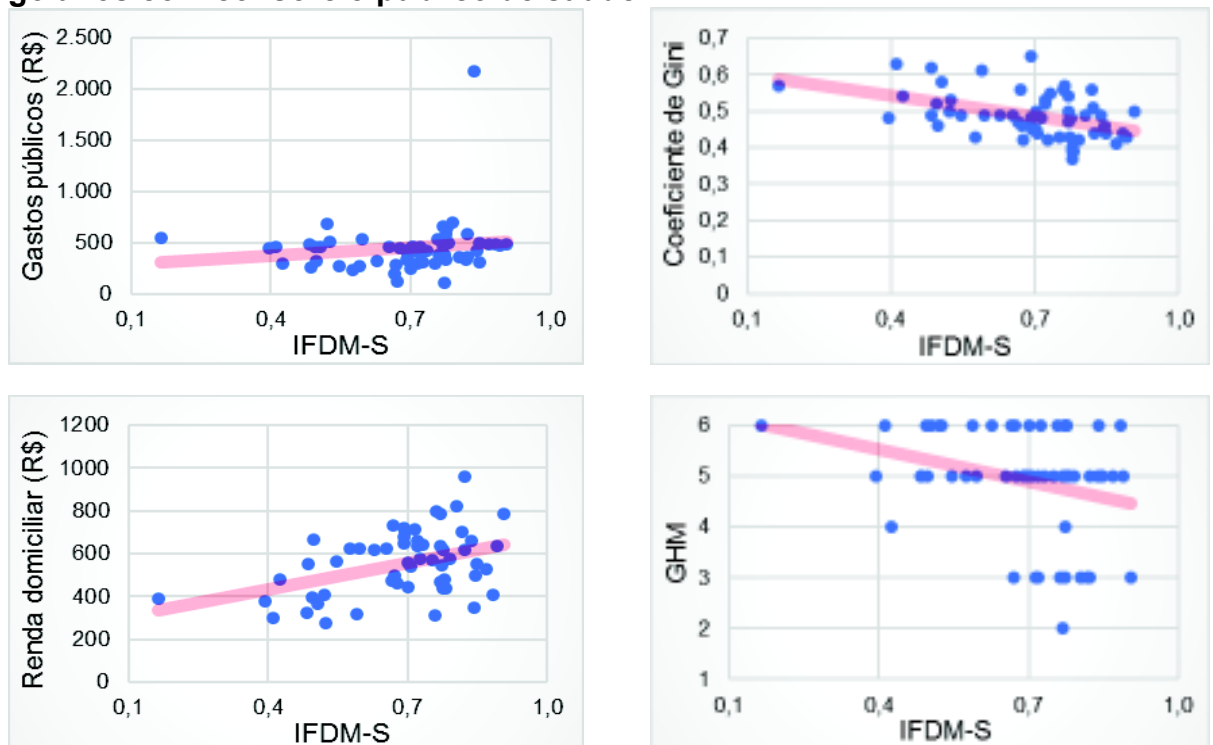 2.500
2.000
1.500
1.000
500
0
Gastos públicos (R$)
0,1 0,4 0,7 1,0
IFDM-S
0,7
0,6
0,5
0,4
0,3
0,2
0,1
0
Coeficiente de Gini
0,1 0,4 0,7 1,0
IFDM-S
1200
1000
800
600
400
200
0
Renda domiciliar (R$)
0,1 0,4 0,7 1,0
IFDM-S
6
5
4
3
2
1
GHM
0,1 0,4 0,7 1,0
IFDM-S